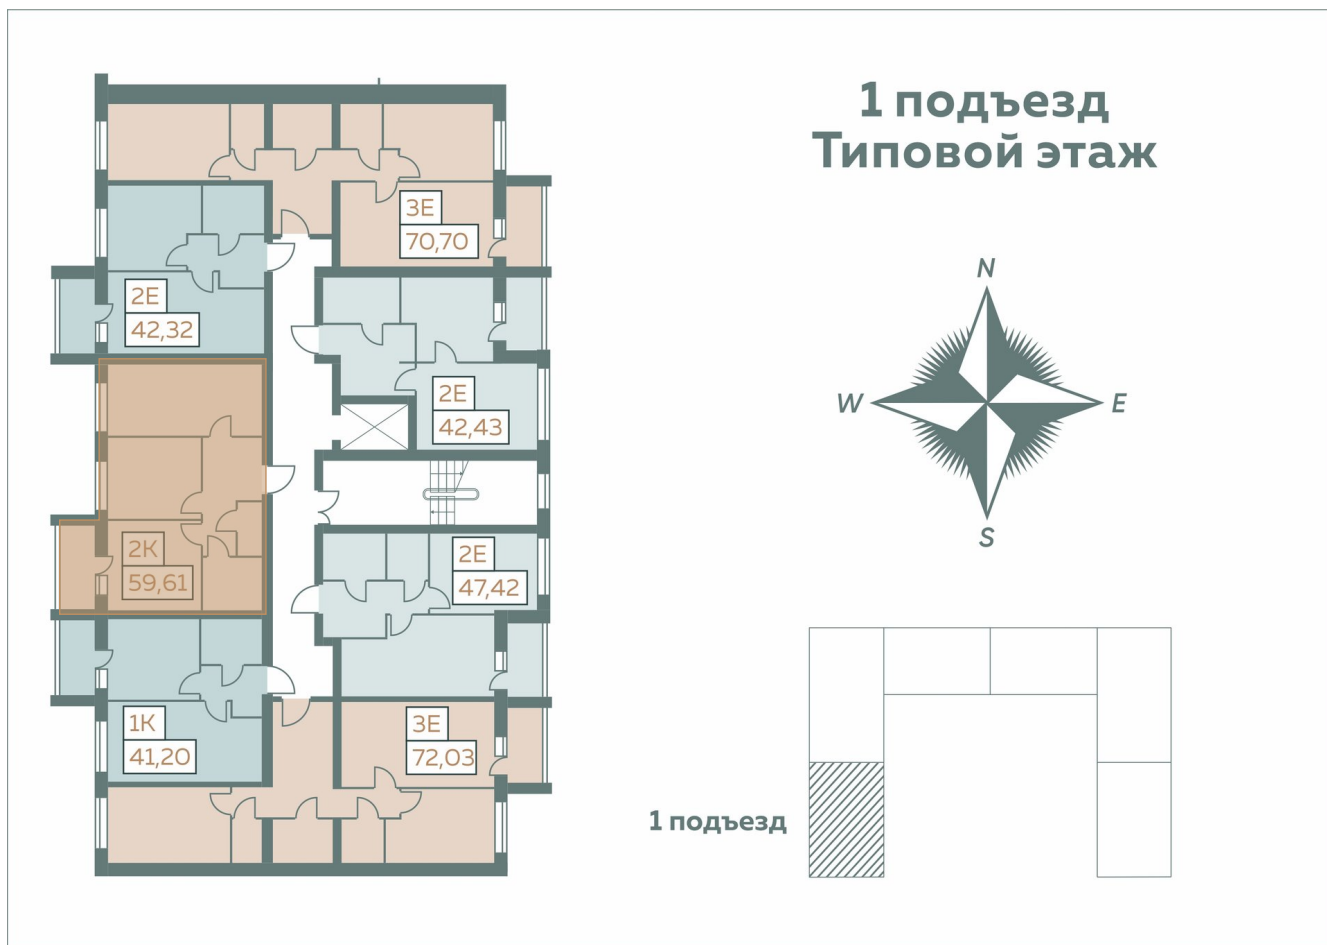 1 подъезд
Типовой этаж
3Е
70,70
2Е
42,32
2Е
42,43
2К
59,61
2Е
47,42
1К
41,20
3Е
72,03
N
W
E
S
1 подъезд